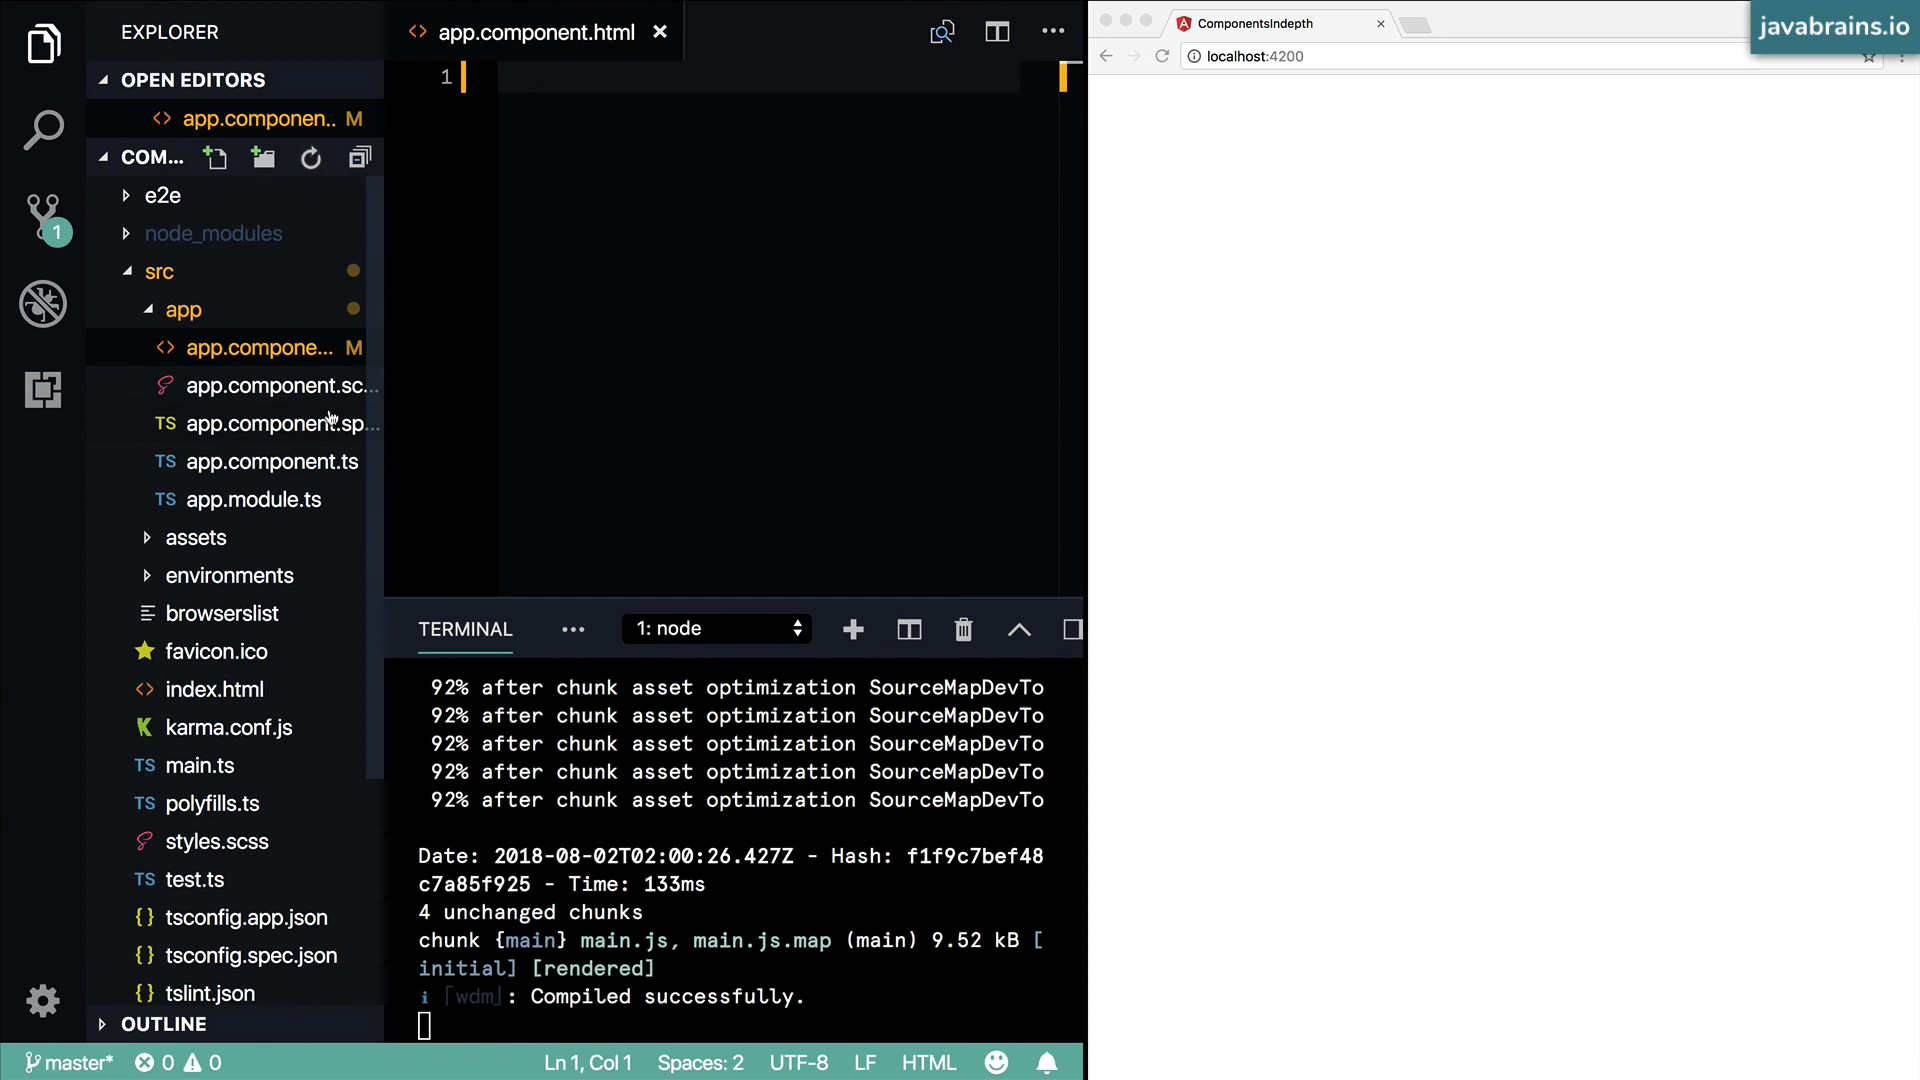 EXPLORER
OPEN EDITORS
app.componen.. M
COM...
e2e
node_modules
src
app
app.compone... M
app.component.sc...
app.component.sp...
TS app.component.ts
TS app.module.ts
assets
environments
browserslist
favicon.ico
index.html
karma.conf.js
TS main.ts
TS polyfills.ts
styles.scss
TS test.ts
{} tsconfig.app.json
{} tsconfig.spec.json
{} tslint.json
OUTLINE
1
app.component.html
1
TERMINAL
1: node
92% after chunk asset optimization SourceMapDevTo
92% after chunk asset optimization SourceMapDevTo
92% after chunk asset optimization SourceMapDevTo
92% after chunk asset optimization SourceMapDevTo
92% after chunk asset optimization SourceMapDevTo
Date: 2018-08-02T02:00:26.427Z - Hash: f1f9c7bef48
c7a85f925 - Time: 133ms
4 unchanged chunks
chunk {main} main.js, main.js.map (main) 9.52 kB [
initial] [rendered]
i ｢wdm｣: Compiled successfully.
master* 0 0 Ln 1, Col 1 Spaces: 2 UTF-8 LF HTML
ComponentsIndepth
localhost:4200
javabrains.io